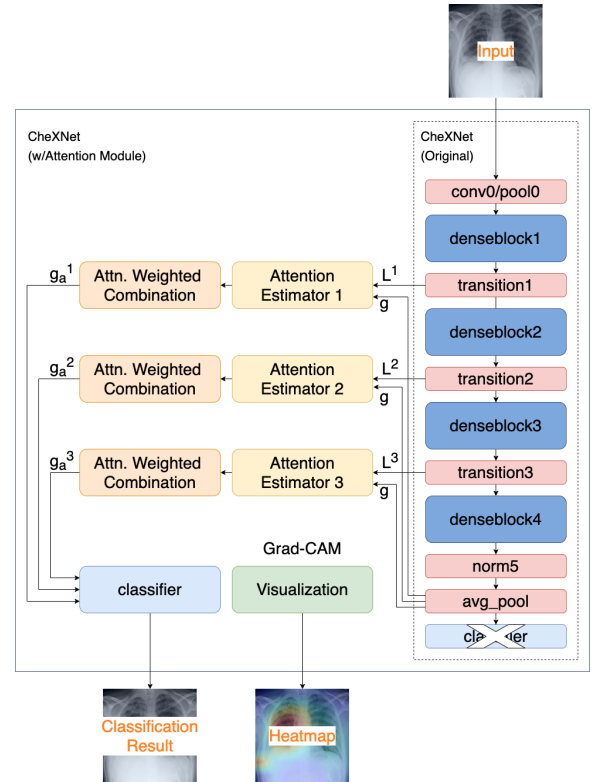 Input
CheXNet
(w/Attention Module)
CheXNet
(Original)
conv0/pool0
denseblock1
transition1
denseblock2
transition2
denseblock3
transition3
denseblock4
norm5
avg_pool
L¹
g
Attention
Estimator 1
Attn. Weighted
Combination
gₐ¹
L²
g
Attention
Estimator 2
Attn. Weighted
Combination
gₐ²
L³
g
Attention
Estimator 3
Attn. Weighted
Combination
gₐ³
classifier
Grad-CAM
Visualization
Classification
Result
Heatmap